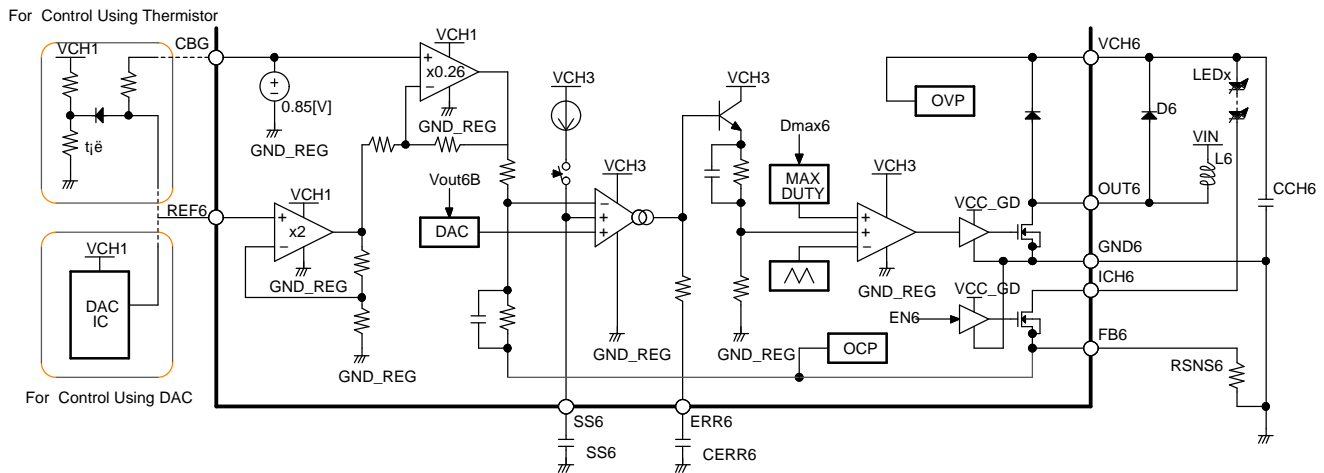 For Control Using Thermistor
VCH1
CBG
VCH1
x0.26
VCH6
LEDx
0.85[V]
GND_REG
GND_REG
VCH3
VCH3
OVP
D6
t¡ë
Dmax6
VIN
L6
Vout6B
MAX
DUTY
VCH3
CCH6
VCH1
VCH3
REF6
x2
DAC
VCC_GD
OUT6
VCH1
GND_REG
GND6
GND_REG
VCC_GD
ICH6
DAC
IC
EN6
GND_REG
GND_REG
GND_REG
OCP
FB6
RSNS6
For Control Using DAC
SS6
ERR6
SS6
CERR6